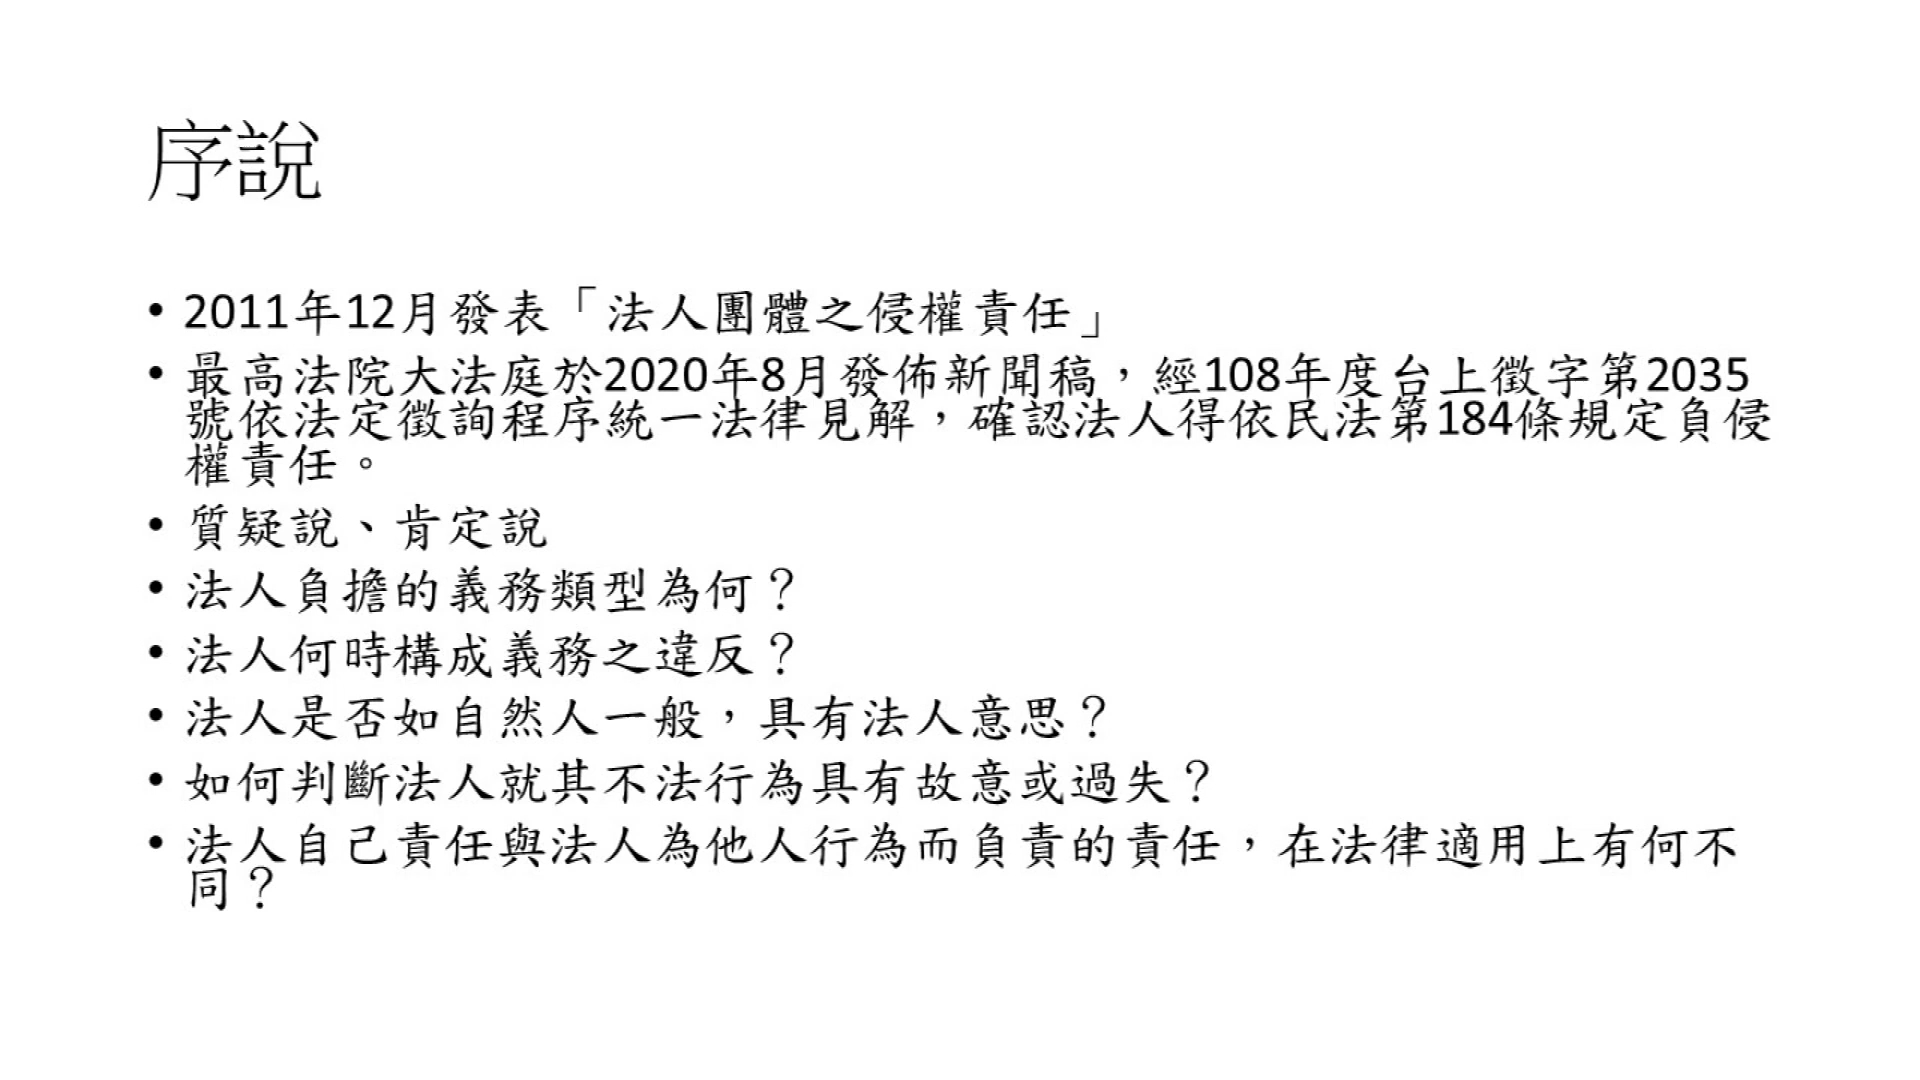 序說
• 2011年12月發表「法人團體之侵權責任」
• 最高法院大法庭於2020年8月發佈新聞稿，經108年度台上徵字第2035
號依法定徵詢程序統一法律見解，確認法人得依民法第184條規定負侵
權責任。
• 質疑說、肯定說
• 法人負擔的義務類型為何？
• 法人何時構成義務之違反？
• 法人是否如自然人一般，具有法人意思？
• 如何判斷法人就其不法行為具有故意或過失？
• 法人自己責任與法人為他人行為而負責的責任，在法律適用上有何不
同？